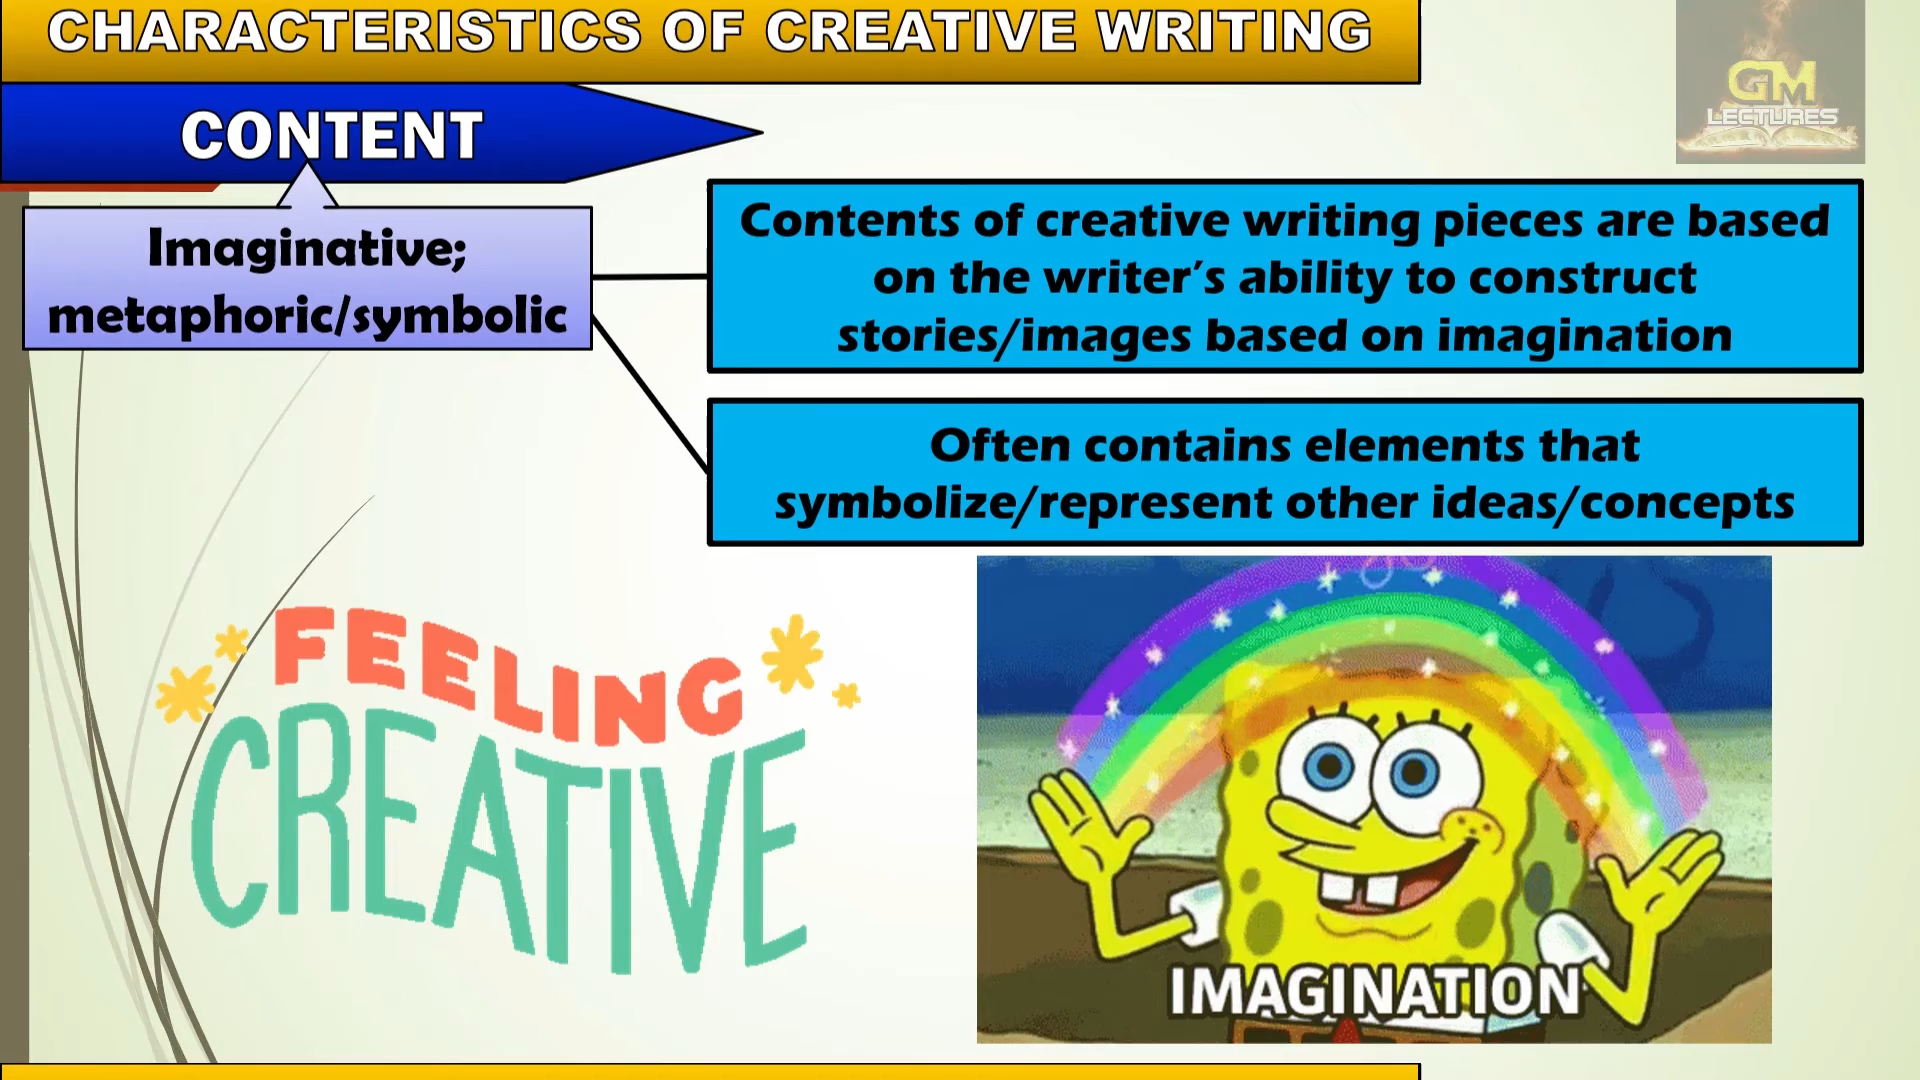 CHARACTERISTICS OF CREATIVE WRITING
GM
LECTURES
CONTENT
Imaginative;
metaphoric/symbolic
Contents of creative writing pieces are based
on the writer’s ability to construct
stories/images based on imagination
Often contains elements that
symbolize/represent other ideas/concepts
FEELING
CREATIVE
IMAGINATION